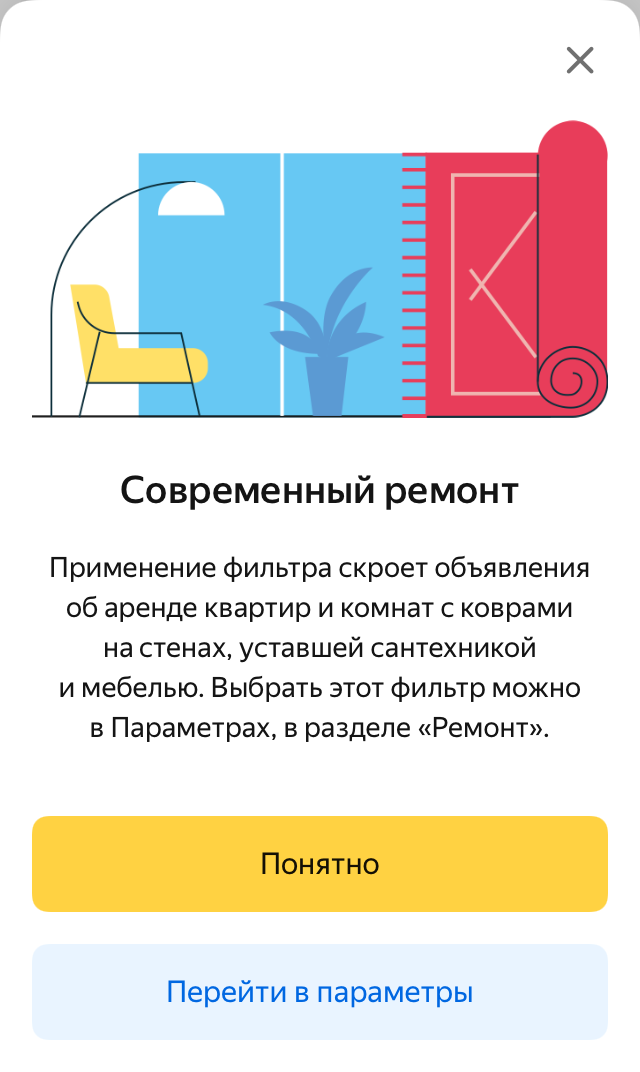 Современный ремонт
Применение фильтра скроет объявления
об аренде квартир и комнат с коврами
на стенах, уставшей сантехникой
и мебелью. Выбрать этот фильтр можно
в Параметрах, в разделе «Ремонт».
Понятно
Перейти в параметры